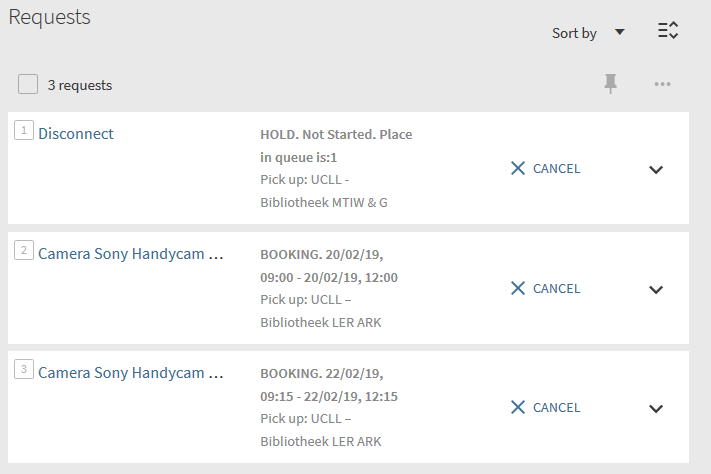 Requests
Sort by
3 requests
1
Disconnect
HOLD. Not Started. Place
in queue is:1
Pick up: UCLL -
Bibliotheek MTIW & G
CANCEL
2
Camera Sony Handycam ...
BOOKING. 20/02/19,
09:00 - 20/02/19, 12:00
Pick up: UCLL –
Bibliotheek LER ARK
CANCEL
3
Camera Sony Handycam ...
BOOKING. 22/02/19,
09:15 - 22/02/19, 12:15
Pick up: UCLL –
Bibliotheek LER ARK
CANCEL